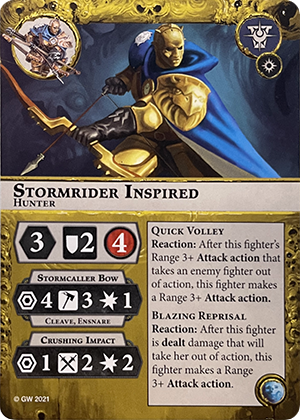 STORMRIDER INSPIRED
HUNTER
3 2 4
STORMCALLER BOW
4 3 1
CLEAVE, ENSNARE
CRUSHING IMPACT
1 2 2
QUICK VOLLEY
Reaction: After this fighter's
Range 3+ Attack action that
takes an enemy fighter out
of action, this fighter makes
a Range 3+ Attack action.
BLAZING REPRISAL
Reaction: After this fighter
is dealt damage that will
take her out of action, this
fighter makes a Range
3+ Attack action.
© GW 2021